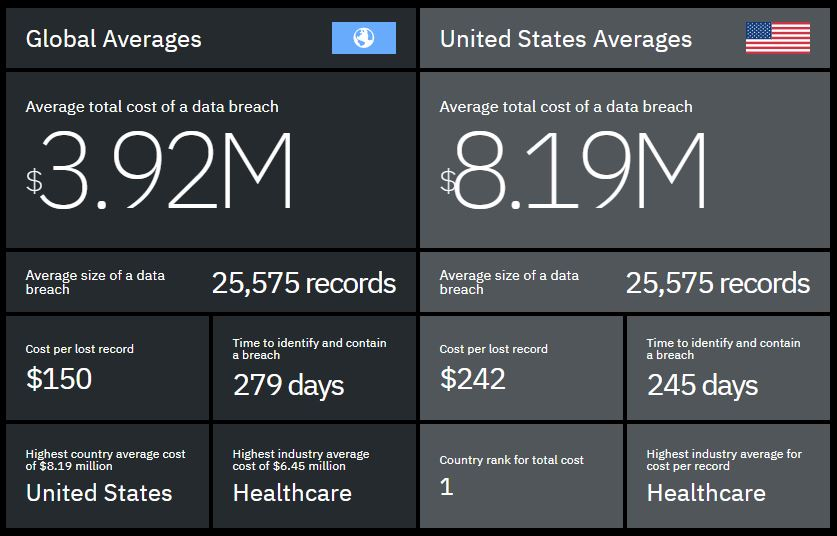 Global Averages
United States Averages
Average total cost of a data breach
$3.92M
Average total cost of a data breach
$8.19M
Average size of a data
breach
25,575 records
Average size of a data
breach
25,575 records
Cost per lost record
$150
Time to identify and contain
a breach
279 days
Cost per lost record
$242
Time to identify and contain
a breach
245 days
Highest country average cost
of $8.19 million
United States
Highest industry average
cost of $6.45 million
Healthcare
Country rank for total cost
1
Highest industry average for
cost per record
Healthcare